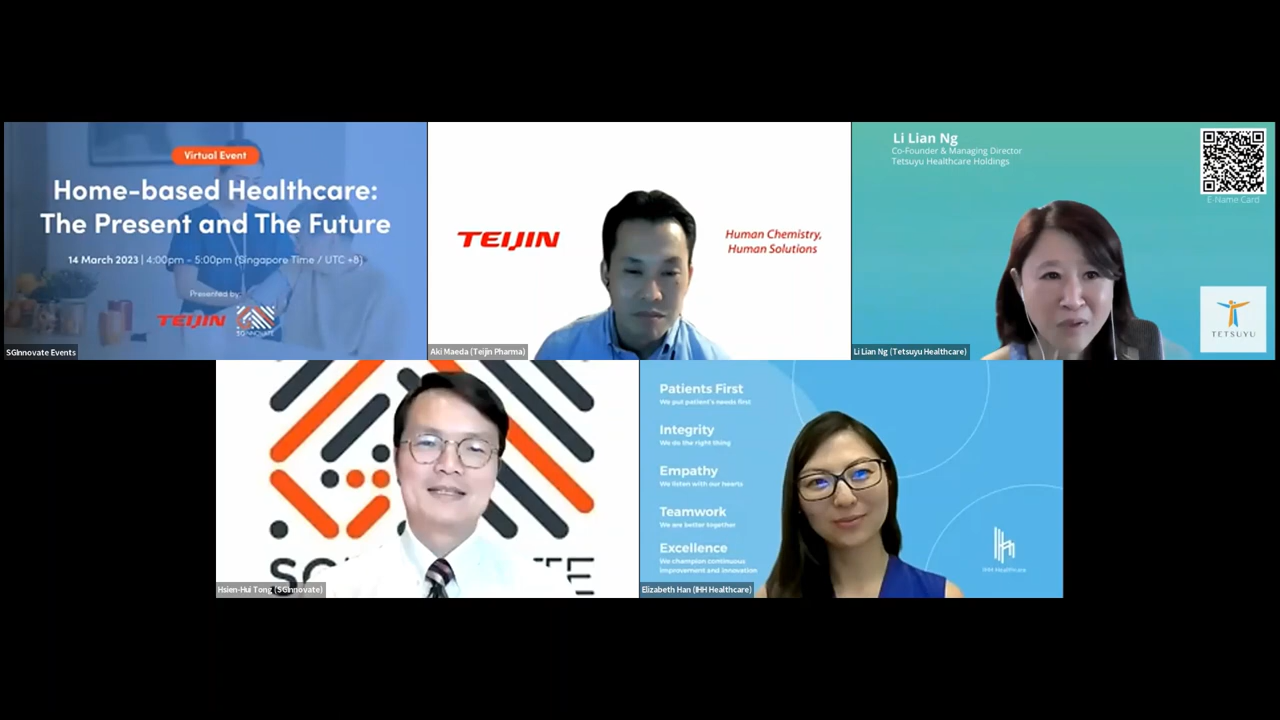 Virtual Event
Home-based Healthcare:
The Present and The Future
14 March 2023 | 4:00pm - 5:00pm (Singapore Time / UTC +8)
Presented by:
TEIJIN
SGINNOVATE
SGInnovate Events
TEIJIN
Human Chemistry,
Human Solutions
Aki Maeda (Teijin Pharma)
Li Lian Ng
Co-Founder & Managing Director
Tetsuyu Healthcare Holdings
E-Name Card
TETSUYU
Li Lian Ng (Tetsuyu Healthcare)
Hsien-Hui Tong (SGInnovate)
Patients First
We put patient's needs first
Integrity
We do the right thing
Empathy
We listen with our hearts
Teamwork
We are better together
Excellence
We champion continuous
improvement and innovation
IHH Healthcare
Elizabeth Han (IHH Healthcare)